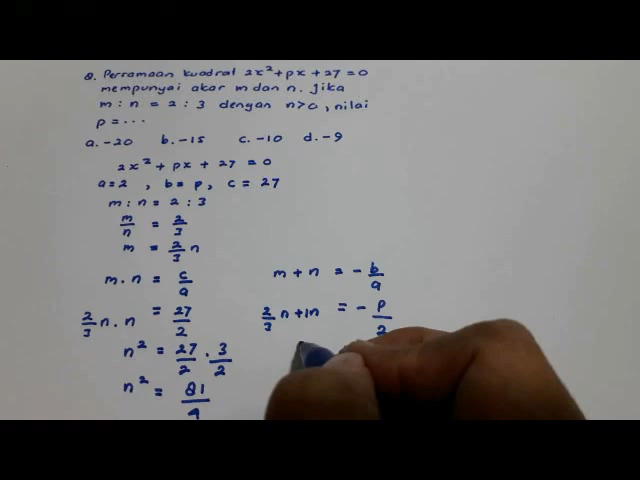 8. Persamaan kuadrat 2x² + px + 27 = 0
mempunyai akar m dan n. Jika
m : n = 2 : 3 dengan n > 0, nilai
p = ...
a. -20 b. -15 c. -10 d. -9
2x² + px + 27 = 0
a = 2 , b = p , c = 27
m : n = 2 : 3
m/n = 2/3
m = 2/3 n
m . n = c/a
2/3 n . n = 27/2
n² = 27/2 . 3/2
n² = 81/4
m + n = - b/a
2/3 n + 1n = - p/2